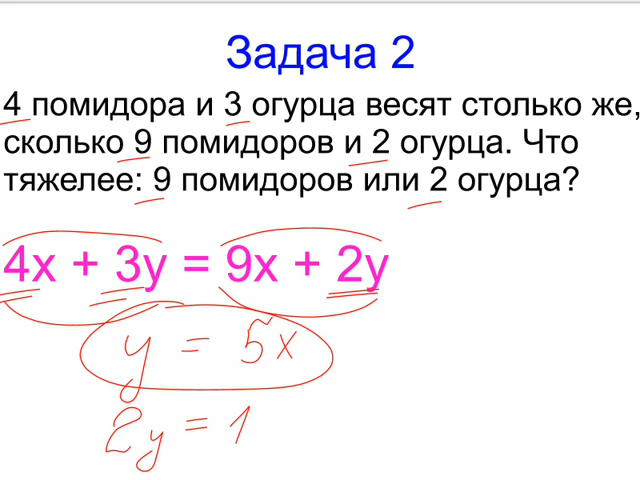 Задача 2
4 помидора и 3 огурца весят столько же,
сколько 9 помидоров и 2 огурца. Что
тяжелее: 9 помидоров или 2 огурца?
4x + 3y = 9x + 2y
y = 5x
2y = 1